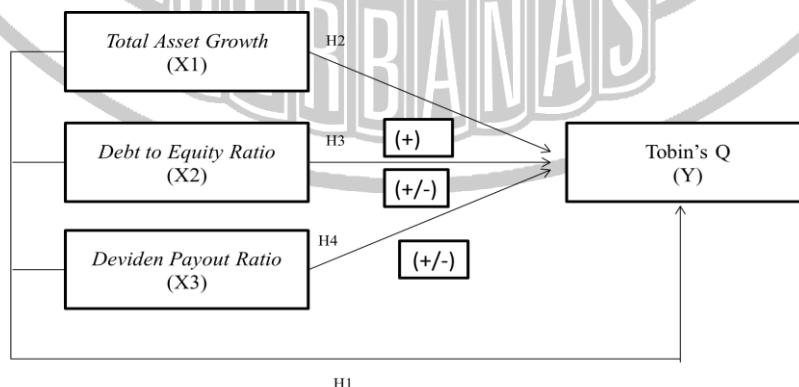 Total Asset Growth
(X1)
H2
Debt to Equity Ratio
(X2)
H3
(+)
(+/-)
Tobin's Q
(Y)
Deviden Payout Ratio
(X3)
H4
(+/-)
H1